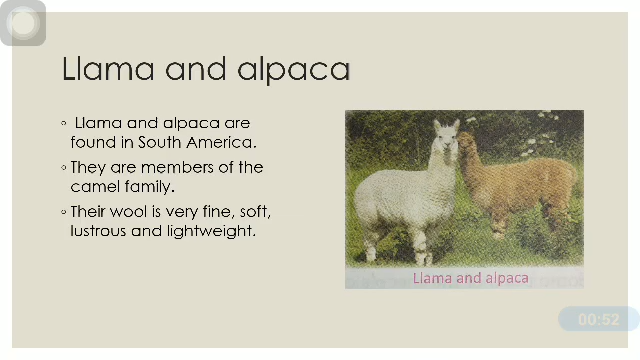 Llama and alpaca
◦ Llama and alpaca are
found in South America.
◦ They are members of the
camel family.
◦ Their wool is very fine, soft,
lustrous and lightweight.
Llama and alpaca
00:52